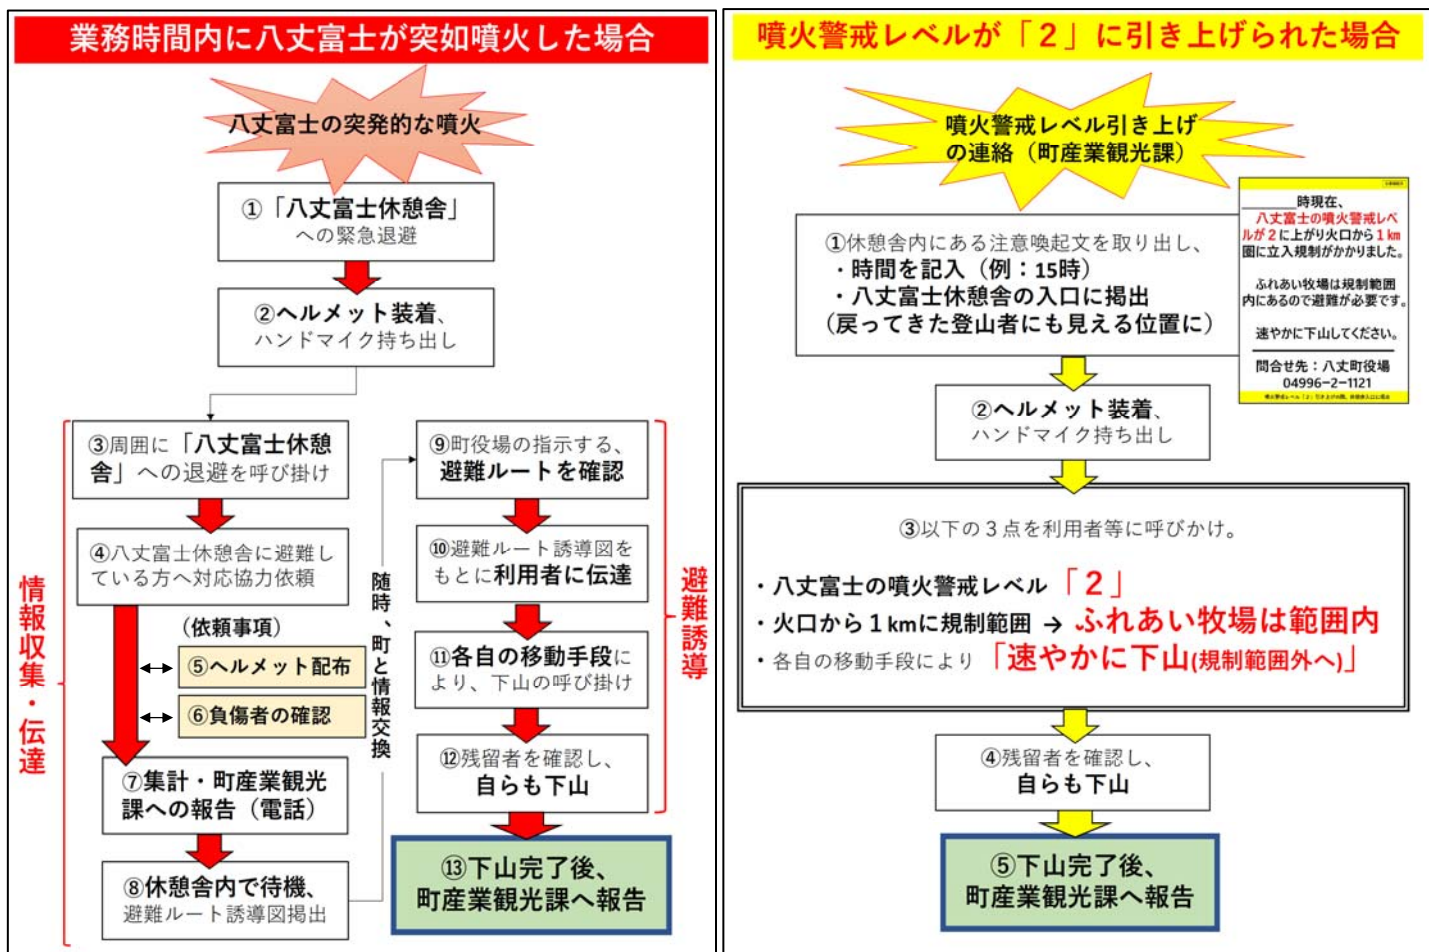 業務時間内に八丈富士が突如噴火した場合
八丈富士の突発的な噴火
①「八丈富士休憩舎」
への緊急退避
②ヘルメット装着、
ハンドマイク持ち出し
情報収集・伝達
③周囲に「八丈富士休憩
舎」への退避を呼び掛け
④八丈富士休憩舎に避難し
ている方へ対応協力依頼
(依頼事項)
⑤ヘルメット配布
⑥負傷者の確認
⑦集計・町産業観光
課への報告（電話）
⑧休憩舎内で待機、
避難ルート誘導図掲出
随時、町と情報交換
⑨町役場の指示する、
避難ルートを確認
⑩避難ルート誘導図を
もとに利用者に伝達
⑪各自の移動手段に
より、下山の呼び掛け
⑫残留者を確認し、
自らも下山
避難誘導
⑬下山完了後、
町産業観光課へ報告
噴火警戒レベルが「２」に引き上げられた場合
噴火警戒レベル引き上げ
の連絡（町産業観光課）
①休憩舎内にある注意喚起文を取り出し、
・時間を記入（例：15時）
・八丈富士休憩舎の入口に掲出
（戻ってきた登山者にも見える位置に）
______時現在、
八丈富士の噴火警戒レベ
ルが２に上がり火口から１㎞
圏に立入規制がかかりました。
ふれあい牧場は規制範囲
内にあるので避難が必要です。
速やかに下山してください。
問合せ先：八丈町役場
04996−2−1121
②ヘルメット装着、
ハンドマイク持ち出し
③以下の３点を利用者等に呼びかけ。
・八丈富士の噴火警戒レベル「２」
・火口から１kmに規制範囲 → ふれあい牧場は範囲内
・各自の移動手段により「速やかに下山(規制範囲外へ)」
④残留者を確認し、
自らも下山
⑤下山完了後、
町産業観光課へ報告